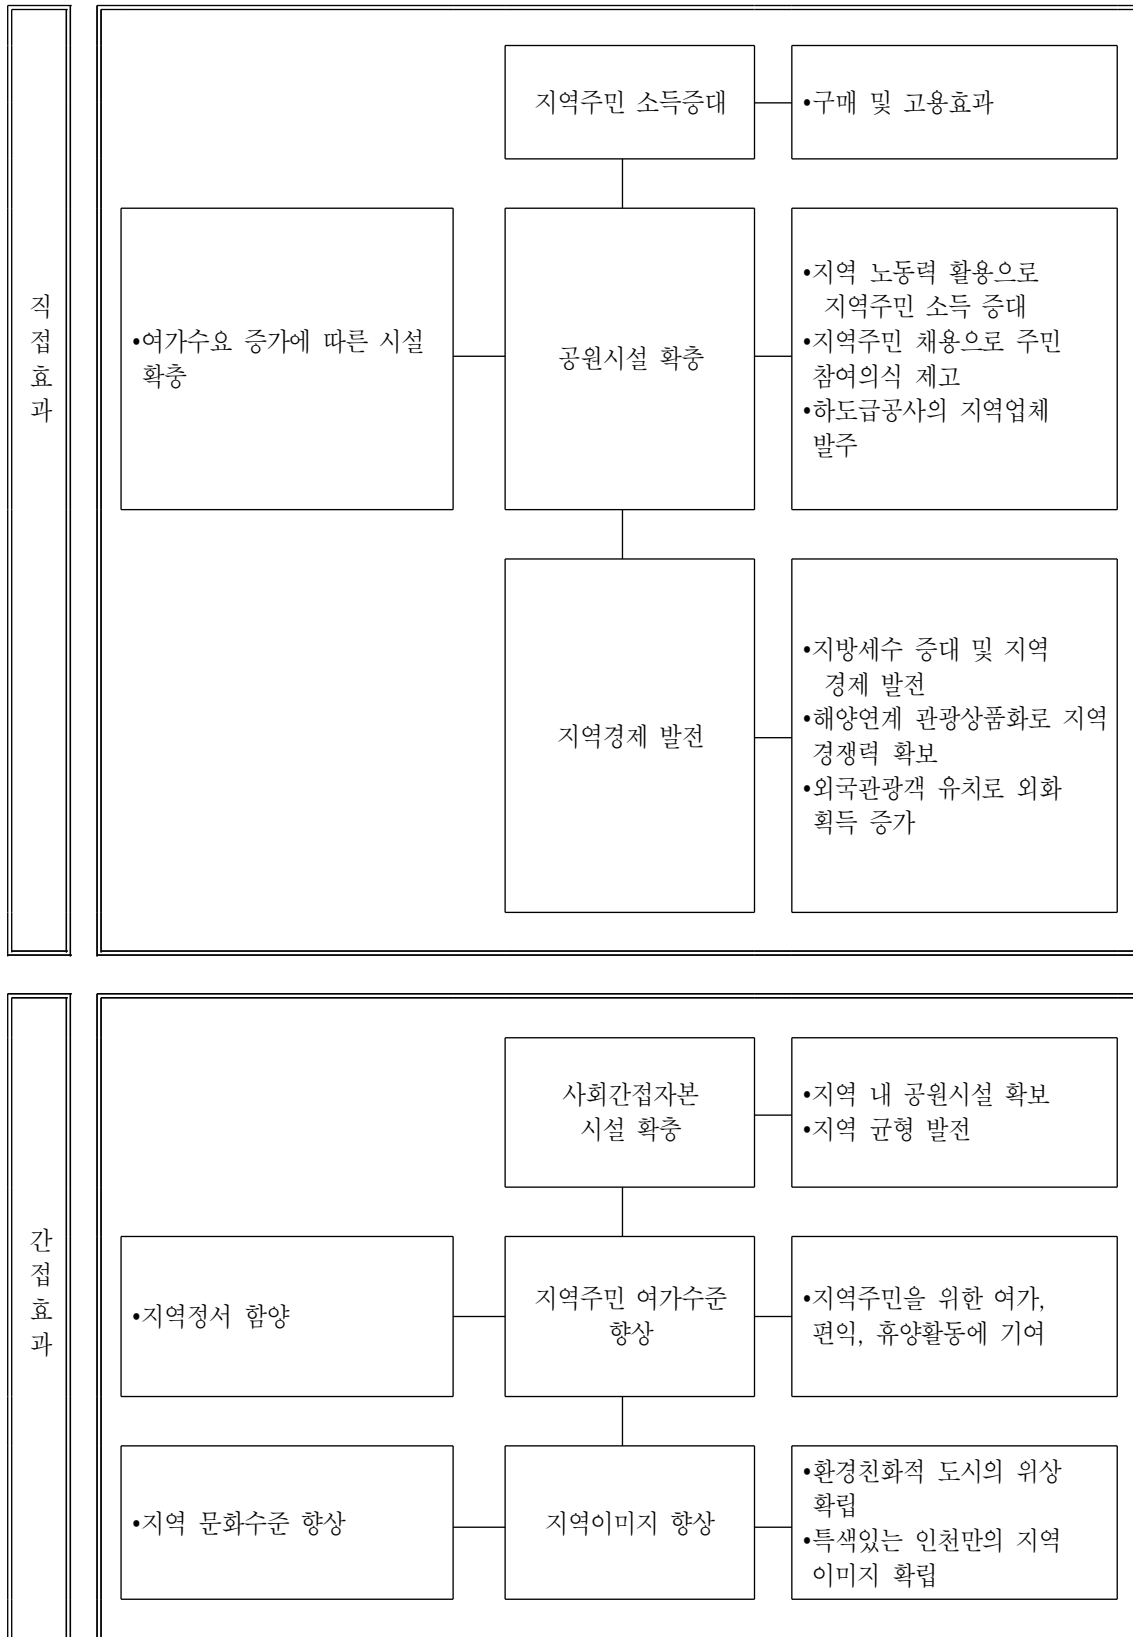 직
접
효
과
지역주민 소득증대
•구매 및 고용효과
•여가수요 증가에 따른 시설
확충
공원시설 확충
•지역 노동력 활용으로
지역주민 소득 증대
•지역주민 채용으로 주민
참여의식 제고
•하도급공사의 지역업체
발주
지역경제 발전
•지방세수 증대 및 지역
경제 발전
•해양연계 관광상품화로 지역
경쟁력 확보
•외국관광객 유치로 외화
획득 증가
간
접
효
과
사회간접자본
시설 확충
•지역 내 공원시설 확보
•지역 균형 발전
•지역정서 함양
지역주민 여가수준
향상
•지역주민을 위한 여가,
편익, 휴양활동에 기여
•지역 문화수준 향상
지역이미지 향상
•환경친화적 도시의 위상
확립
•특색있는 인천만의 지역
이미지 확립